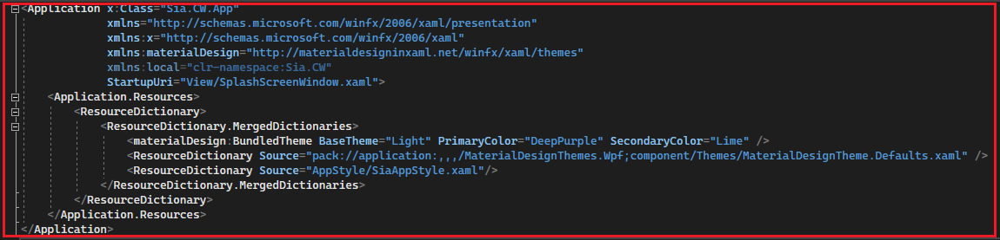 <Application x:Class="Sia.CW.App"
xmlns="http://schemas.microsoft.com/winfx/2006/xaml/presentation"
xmlns:x="http://schemas.microsoft.com/winfx/2006/xaml"
xmlns:materialDesign="http://materialdesigninxaml.net/winfx/xaml/themes"
xmlns:local="clr-namespace:Sia.CW"
StartupUri="View/SplashScreenWindow.xaml">
<Application.Resources>
<ResourceDictionary>
<ResourceDictionary.MergedDictionaries>
<materialDesign:BundledTheme BaseTheme="Light" PrimaryColor="DeepPurple" SecondaryColor="Lime" />
<ResourceDictionary Source="pack://application:,,,/MaterialDesignThemes.Wpf;component/Themes/MaterialDesignTheme.Defaults.xaml" />
<ResourceDictionary Source="AppStyle/SiaAppStyle.xaml"/>
</ResourceDictionary.MergedDictionaries>
</ResourceDictionary>
</Application.Resources>
</Application>